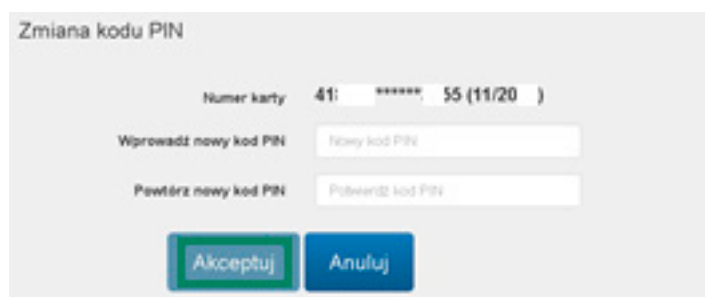 Zmiana kodu PIN
Numer karty 41 ****** 55 (11/20 )
Wprowadź nowy kod PIN Nowy kod PIN
Powtórz nowy kod PIN Potwierdź kod PIN
Akceptuj Anuluj